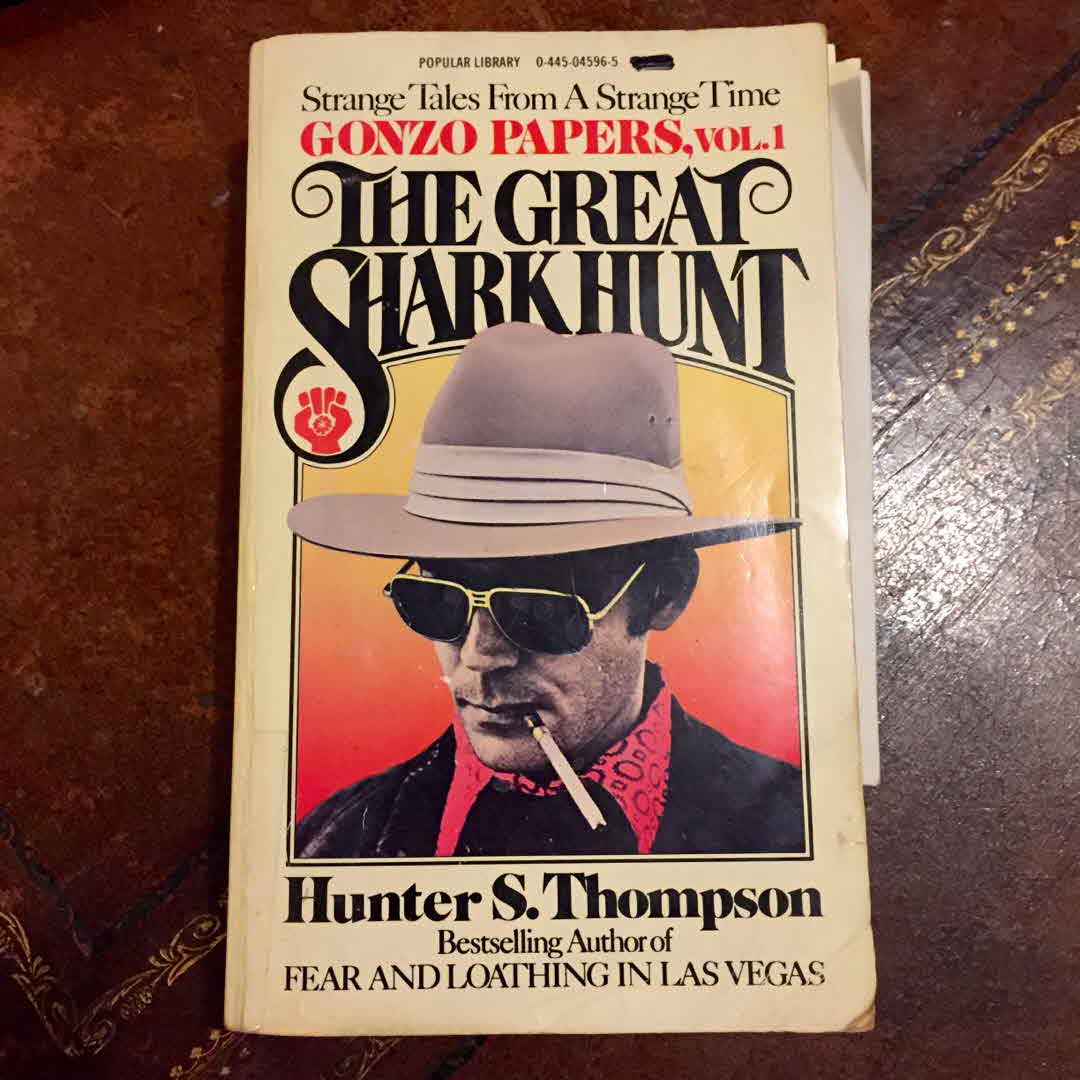 POPULAR LIBRARY 0-445-04596-5
Strange Tales From A Strange Time
GONZO PAPERS, VOL. 1
THE GREAT
SHARK HUNT
Hunter S. Thompson
Bestselling Author of
FEAR AND LOATHING IN LAS VEGAS